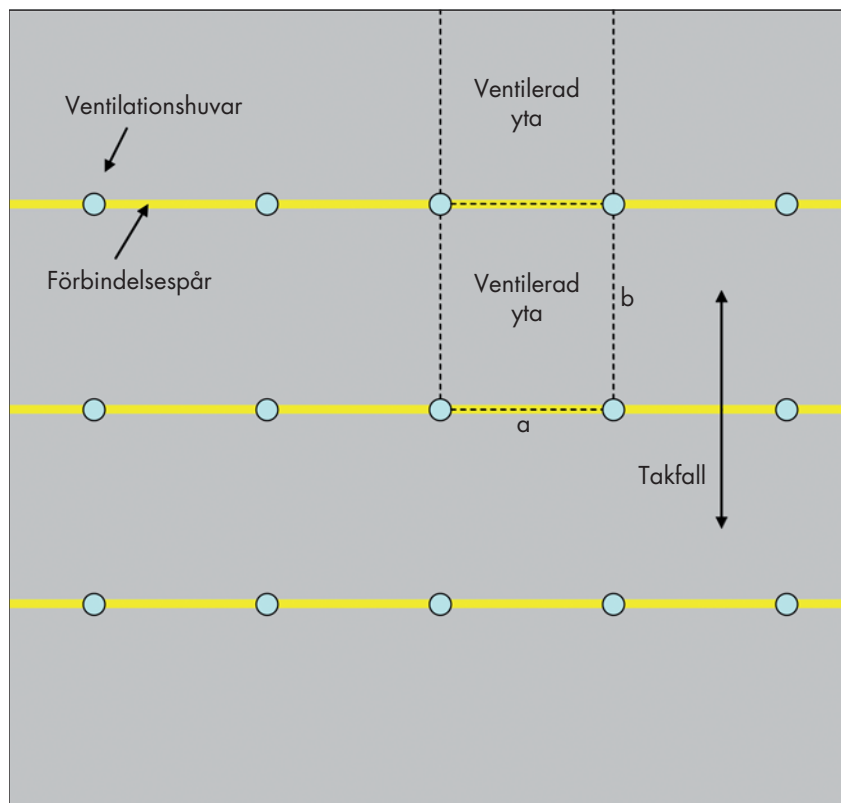 Ventilerad
yta
Ventilationshuvar
Förbindelsespår
Ventilerad
yta
b
a
Takfall